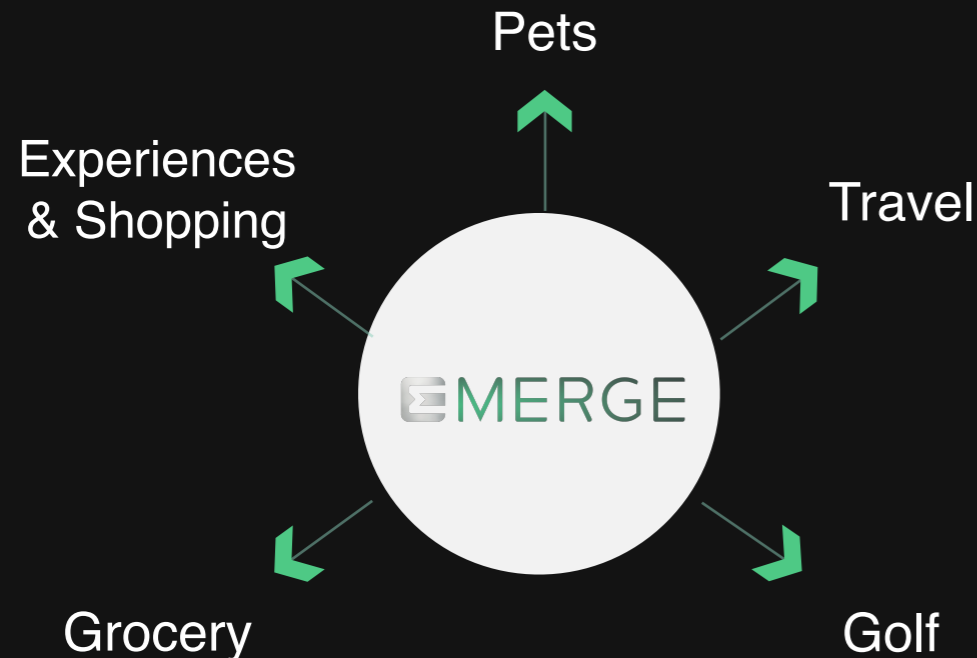 Pets
Experiences
& Shopping
Travel
EMERGE
Grocery
Golf